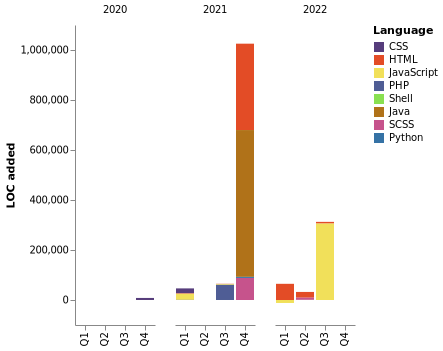 2020 2021 2022
Language
CSS
HTML
JavaScript
PHP
Shell
Java
SCSS
Python
LOC added
1,000,000
800,000
600,000
400,000
200,000
0
Q1 Q2 Q3 Q4 Q1 Q2 Q3 Q4 Q1 Q2 Q3 Q4